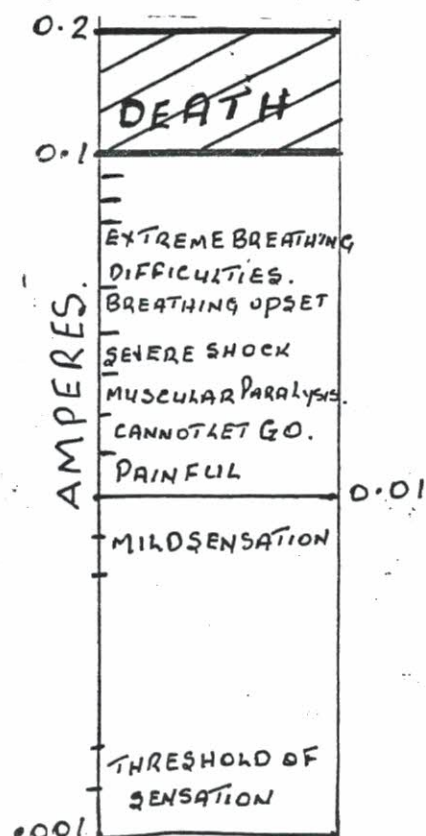 0.2
DEATH
0.1
EXTREME BREATHING
DIFFICULTIES.
BREATHING UPSET
SEVERE SHOCK
MUSCULAR PARALYSIS.
CANNOT LET GO.
PAINFUL
AMPERES.
0.01
MILD SENSATION
THRESHOLD OF
SENSATION
.001